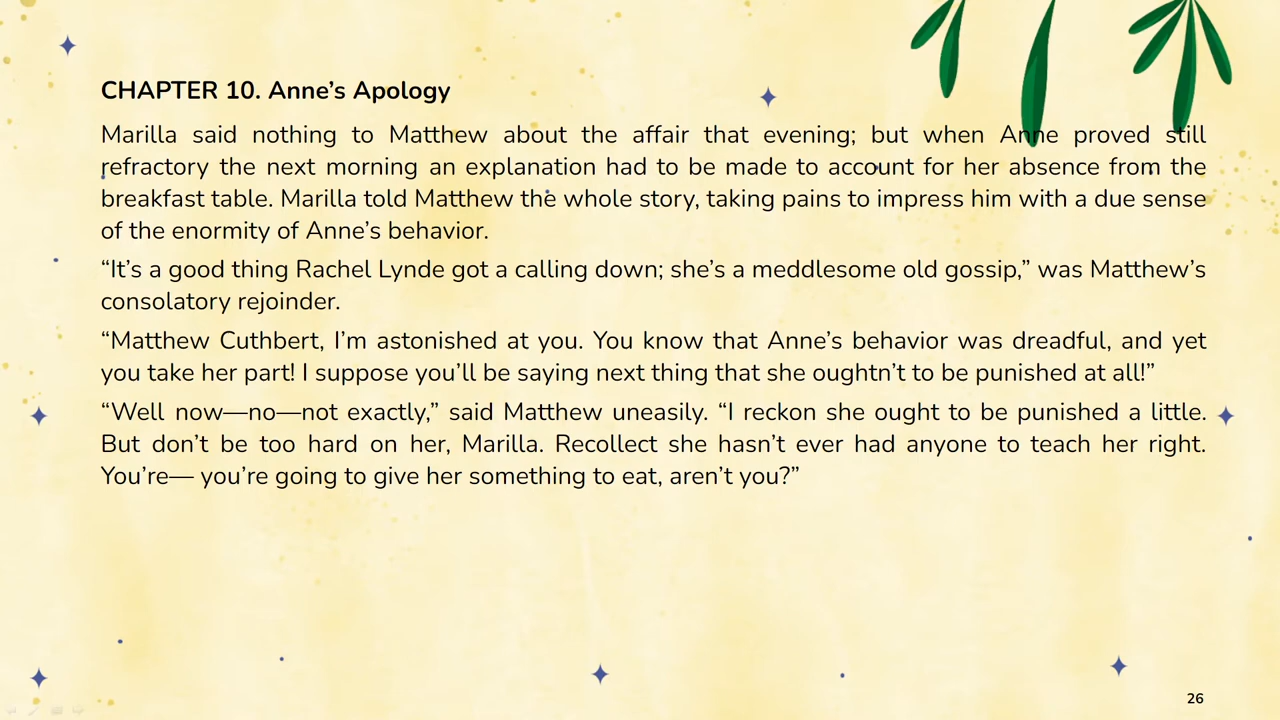 CHAPTER 10. Anne’s Apology
Marilla said nothing to Matthew about the affair that evening; but when Anne proved still
refractory the next morning an explanation had to be made to account for her absence from the
breakfast table. Marilla told Matthew the whole story, taking pains to impress him with a due sense
of the enormity of Anne’s behavior.
“It’s a good thing Rachel Lynde got a calling down; she’s a meddlesome old gossip,” was Matthew’s
consolatory rejoinder.
“Matthew Cuthbert, I’m astonished at you. You know that Anne’s behavior was dreadful, and yet
you take her part! I suppose you’ll be saying next thing that she oughtn’t to be punished at all!”
“Well now—no—not exactly,” said Matthew uneasily. “I reckon she ought to be punished a little.
But don’t be too hard on her, Marilla. Recollect she hasn’t ever had anyone to teach her right.
You’re— you’re going to give her something to eat, aren’t you?”
26